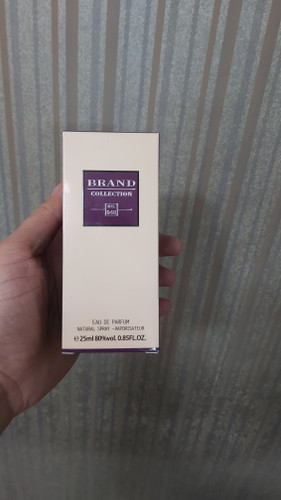 BRAND
COLLECTION
EAU DE PARFUM
NATURAL SPRAY -VAPORISATEUR
℮25ml 80%vol. 0.85FL.OZ.